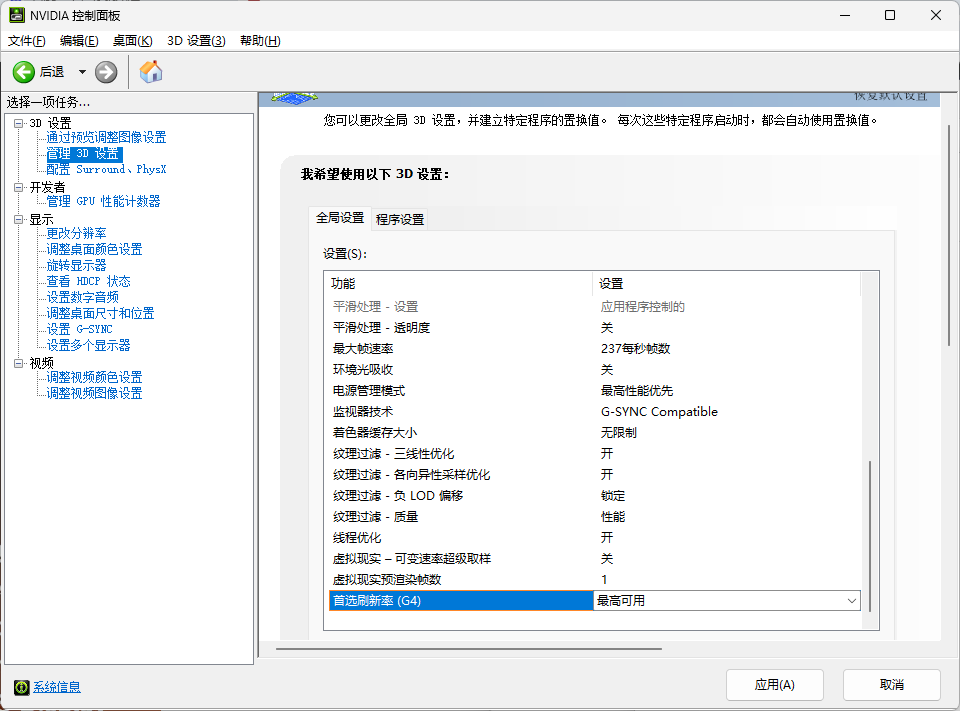 NVIDIA 控制面板
文件(F) 编辑(E) 桌面(K) 3D 设置(3) 帮助(H)
后退
选择一项任务...
3D 设置
通过预览调整图像设置
管理 3D 设置
配置 Surround、PhysX
开发者
管理 GPU 性能计数器
显示
更改分辨率
调整桌面颜色设置
旋转显示器
查看 HDCP 状态
设置数字音频
调整桌面尺寸和位置
设置 G-SYNC
设置多个显示器
视频
调整视频颜色设置
调整视频图像设置
系统信息
恢复默认设置
您可以更改全局 3D 设置，并建立特定程序的置换值。 每次这些特定程序启动时，都会自动使用置换值。
我希望使用以下 3D 设置：
全局设置 程序设置
设置(S)：
功能 设置
平滑处理 - 设置 应用程序控制的
平滑处理 - 透明度 关
最大帧速率 237每秒帧数
环境光吸收 关
电源管理模式 最高性能优先
监视器技术 G-SYNC Compatible
着色器缓存大小 无限制
纹理过滤 - 三线性优化 开
纹理过滤 - 各向异性采样优化 开
纹理过滤 - 负 LOD 偏移 锁定
纹理过滤 - 质量 性能
线程优化 开
虚拟现实 – 可变速率超级取样 关
虚拟现实预渲染帧数 1
首选刷新率 (G4) 最高可用
应用(A) 取消